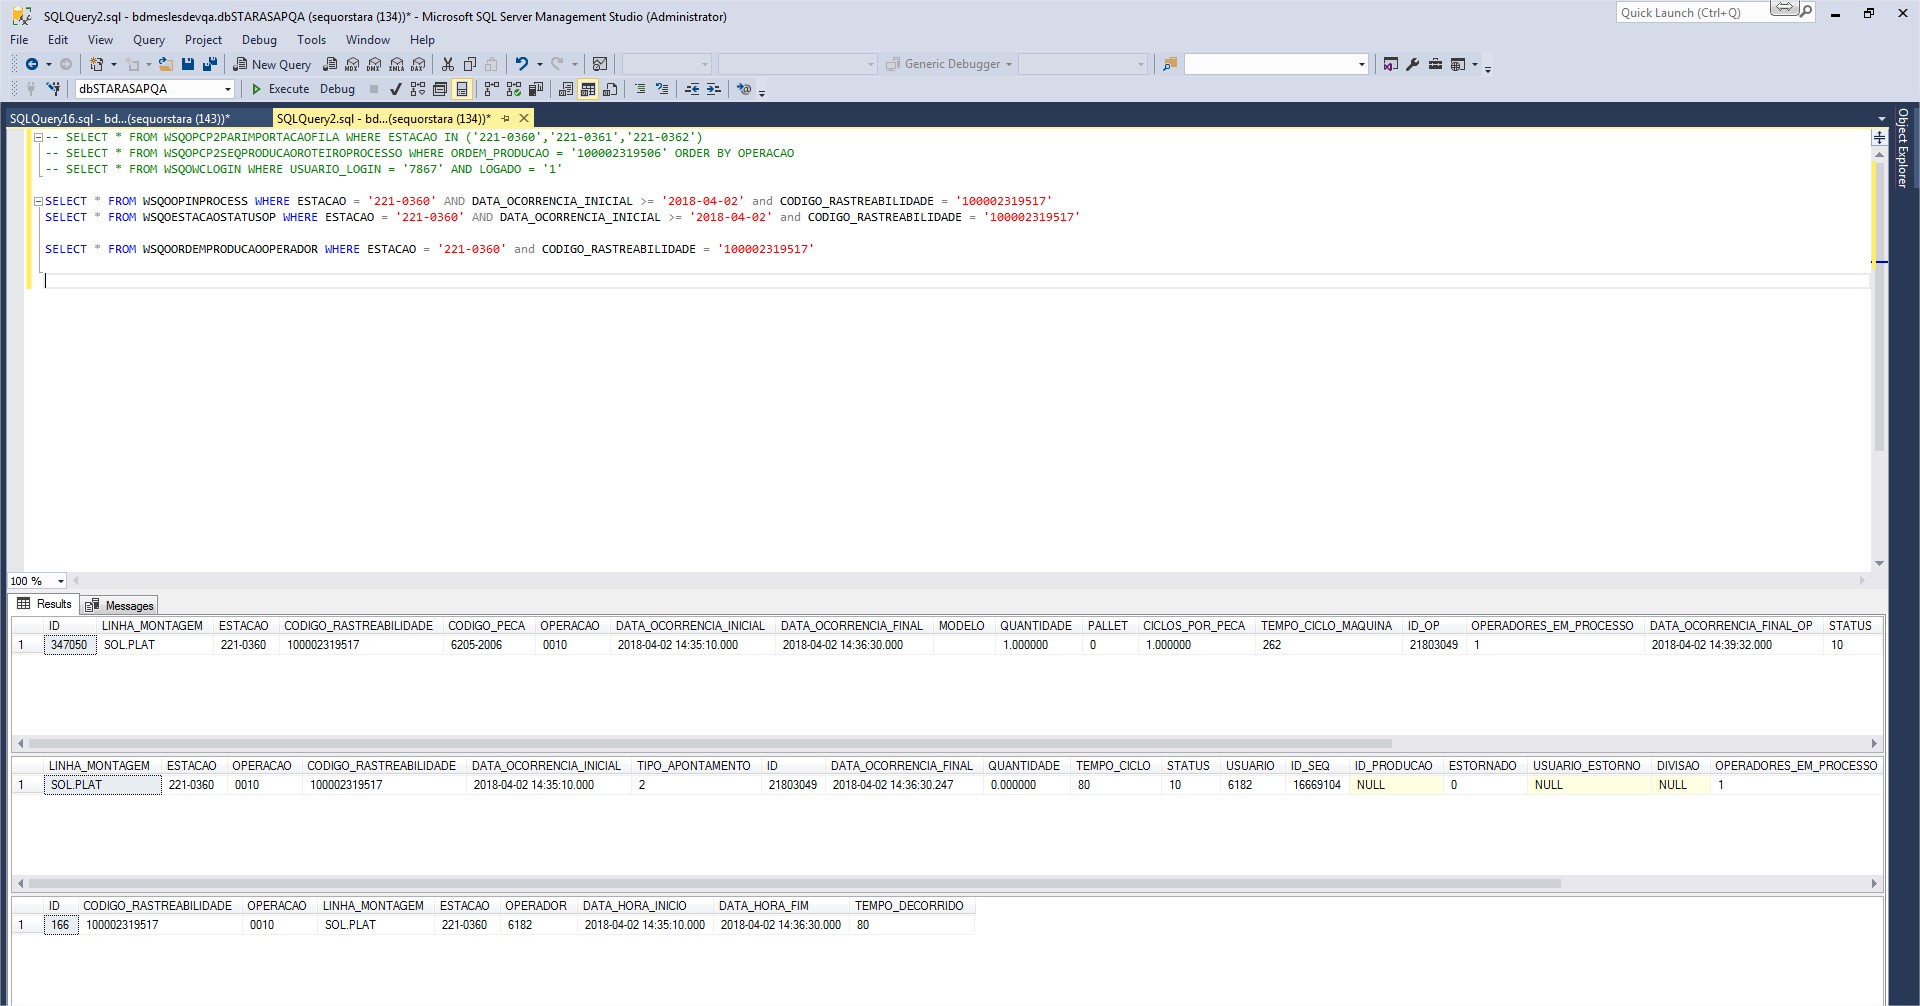 SQLQuery2.sql - bdmeslesdevqa.dbSTARASAPQA (sequorstara (134))* - Microsoft SQL Server Management Studio (Administrator)
Quick Launch (Ctrl+Q)
File Edit View Query Project Debug Tools Window Help
New Query MDX DMX XMLA DAX Generic Debugger
dbSTARASAPQA Execute Debug
SQLQuery16.sql - bd...(sequorstara (143))* SQLQuery2.sql - bd...(sequorstara (134))*
Object Explorer
-- SELECT * FROM WSQOPCP2PARIMPORTACAOFILA WHERE ESTACAO IN ('221-0360','221-0361','221-0362')
-- SELECT * FROM WSQOPCP2SEQPRODUCAOROTEIROPROCESSO WHERE ORDEM_PRODUCAO = '100002319506' ORDER BY OPERACAO
-- SELECT * FROM WSQOWCLOGIN WHERE USUARIO_LOGIN = '7867' AND LOGADO = '1'
SELECT * FROM WSQOOPINPROCESS WHERE ESTACAO = '221-0360' AND DATA_OCORRENCIA_INICIAL >= '2018-04-02' and CODIGO_RASTREABILIDADE = '100002319517'
SELECT * FROM WSQOESTACAOSTATUSOP WHERE ESTACAO = '221-0360' AND DATA_OCORRENCIA_INICIAL >= '2018-04-02' and CODIGO_RASTREABILIDADE = '100002319517'
SELECT * FROM WSQOORDEMPRODUCAOOPERADOR WHERE ESTACAO = '221-0360' and CODIGO_RASTREABILIDADE = '100002319517'
100 %
Results Messages
ID LINHA_MONTAGEM ESTACAO CODIGO_RASTREABILIDADE CODIGO_PECA OPERACAO DATA_OCORRENCIA_INICIAL DATA_OCORRENCIA_FINAL MODELO QUANTIDADE PALLET CICLOS_POR_PECA TEMPO_CICLO_MAQUINA ID_OP OPERADORES_EM_PROCESSO DATA_OCORRENCIA_FINAL_OP STATUS
1 347050 SOL.PLAT 221-0360 100002319517 6205-2006 0010 2018-04-02 14:35:10.000 2018-04-02 14:36:30.000 1.000000 0 1.000000 262 21803049 1 2018-04-02 14:39:32.000 10
LINHA_MONTAGEM ESTACAO OPERACAO CODIGO_RASTREABILIDADE DATA_OCORRENCIA_INICIAL TIPO_APONTAMENTO ID DATA_OCORRENCIA_FINAL QUANTIDADE TEMPO_CICLO STATUS USUARIO ID_SEQ ID_PRODUCAO ESTORNADO USUARIO_ESTORNO DIVISAO OPERADORES_EM_PROCESSO
1 SOL.PLAT 221-0360 0010 100002319517 2018-04-02 14:35:10.000 2 21803049 2018-04-02 14:36:30.247 0.000000 80 10 6182 16669104 NULL 0 NULL NULL 1
ID CODIGO_RASTREABILIDADE OPERACAO LINHA_MONTAGEM ESTACAO OPERADOR DATA_HORA_INICIO DATA_HORA_FIM TEMPO_DECORRIDO
1 166 100002319517 0010 SOL.PLAT 221-0360 6182 2018-04-02 14:35:10.000 2018-04-02 14:36:30.000 80